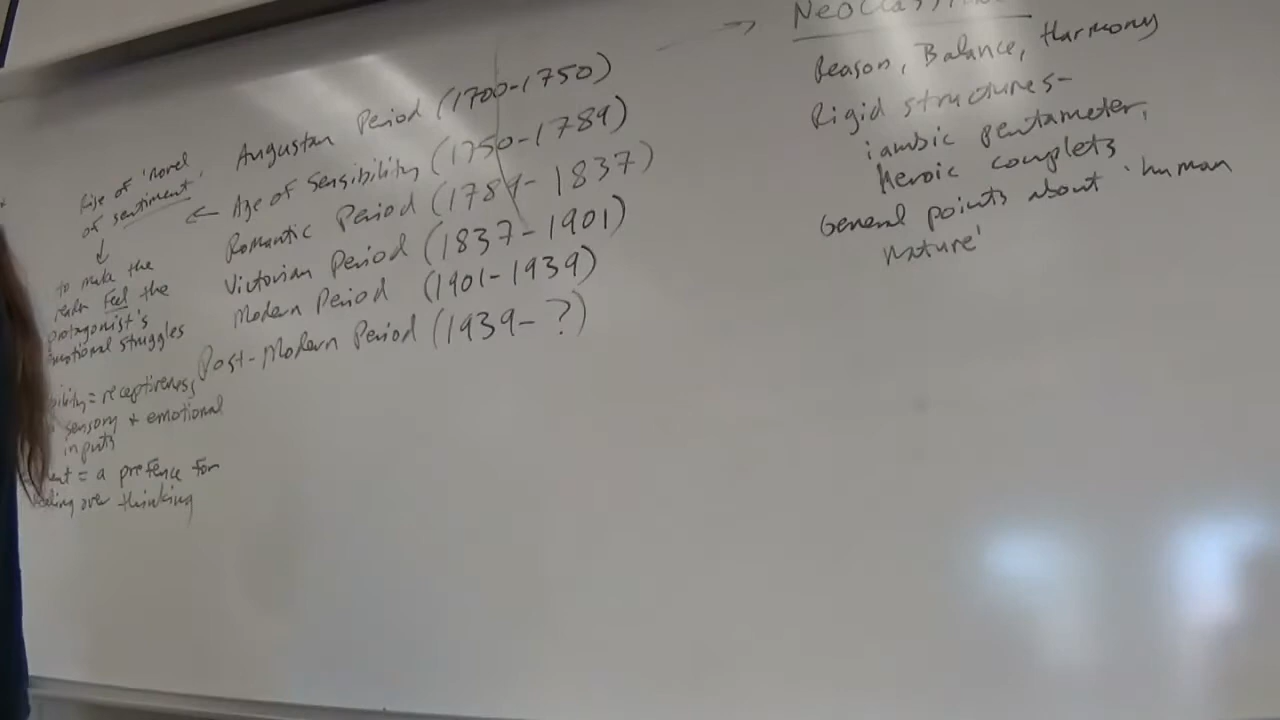 Rise of 'novel
of sentiment'
↓
to make the
reader feel the
protagonist's
emotional struggles
receptiveness,
sensory + emotional
inputs
= a prefence for
over thinking
Augustan Period (1700-1750)
← Age of Sensibility (1750-1789)
Romantic Period (1789-1837)
Victorian Period (1837-1901)
Modern Period (1901-1939)
Post-Modern Period (1939-?)
→
Reason, Balance, Harmony
Rigid structures-
iambic pentameter,
heroic complets
General points about 'human
nature'